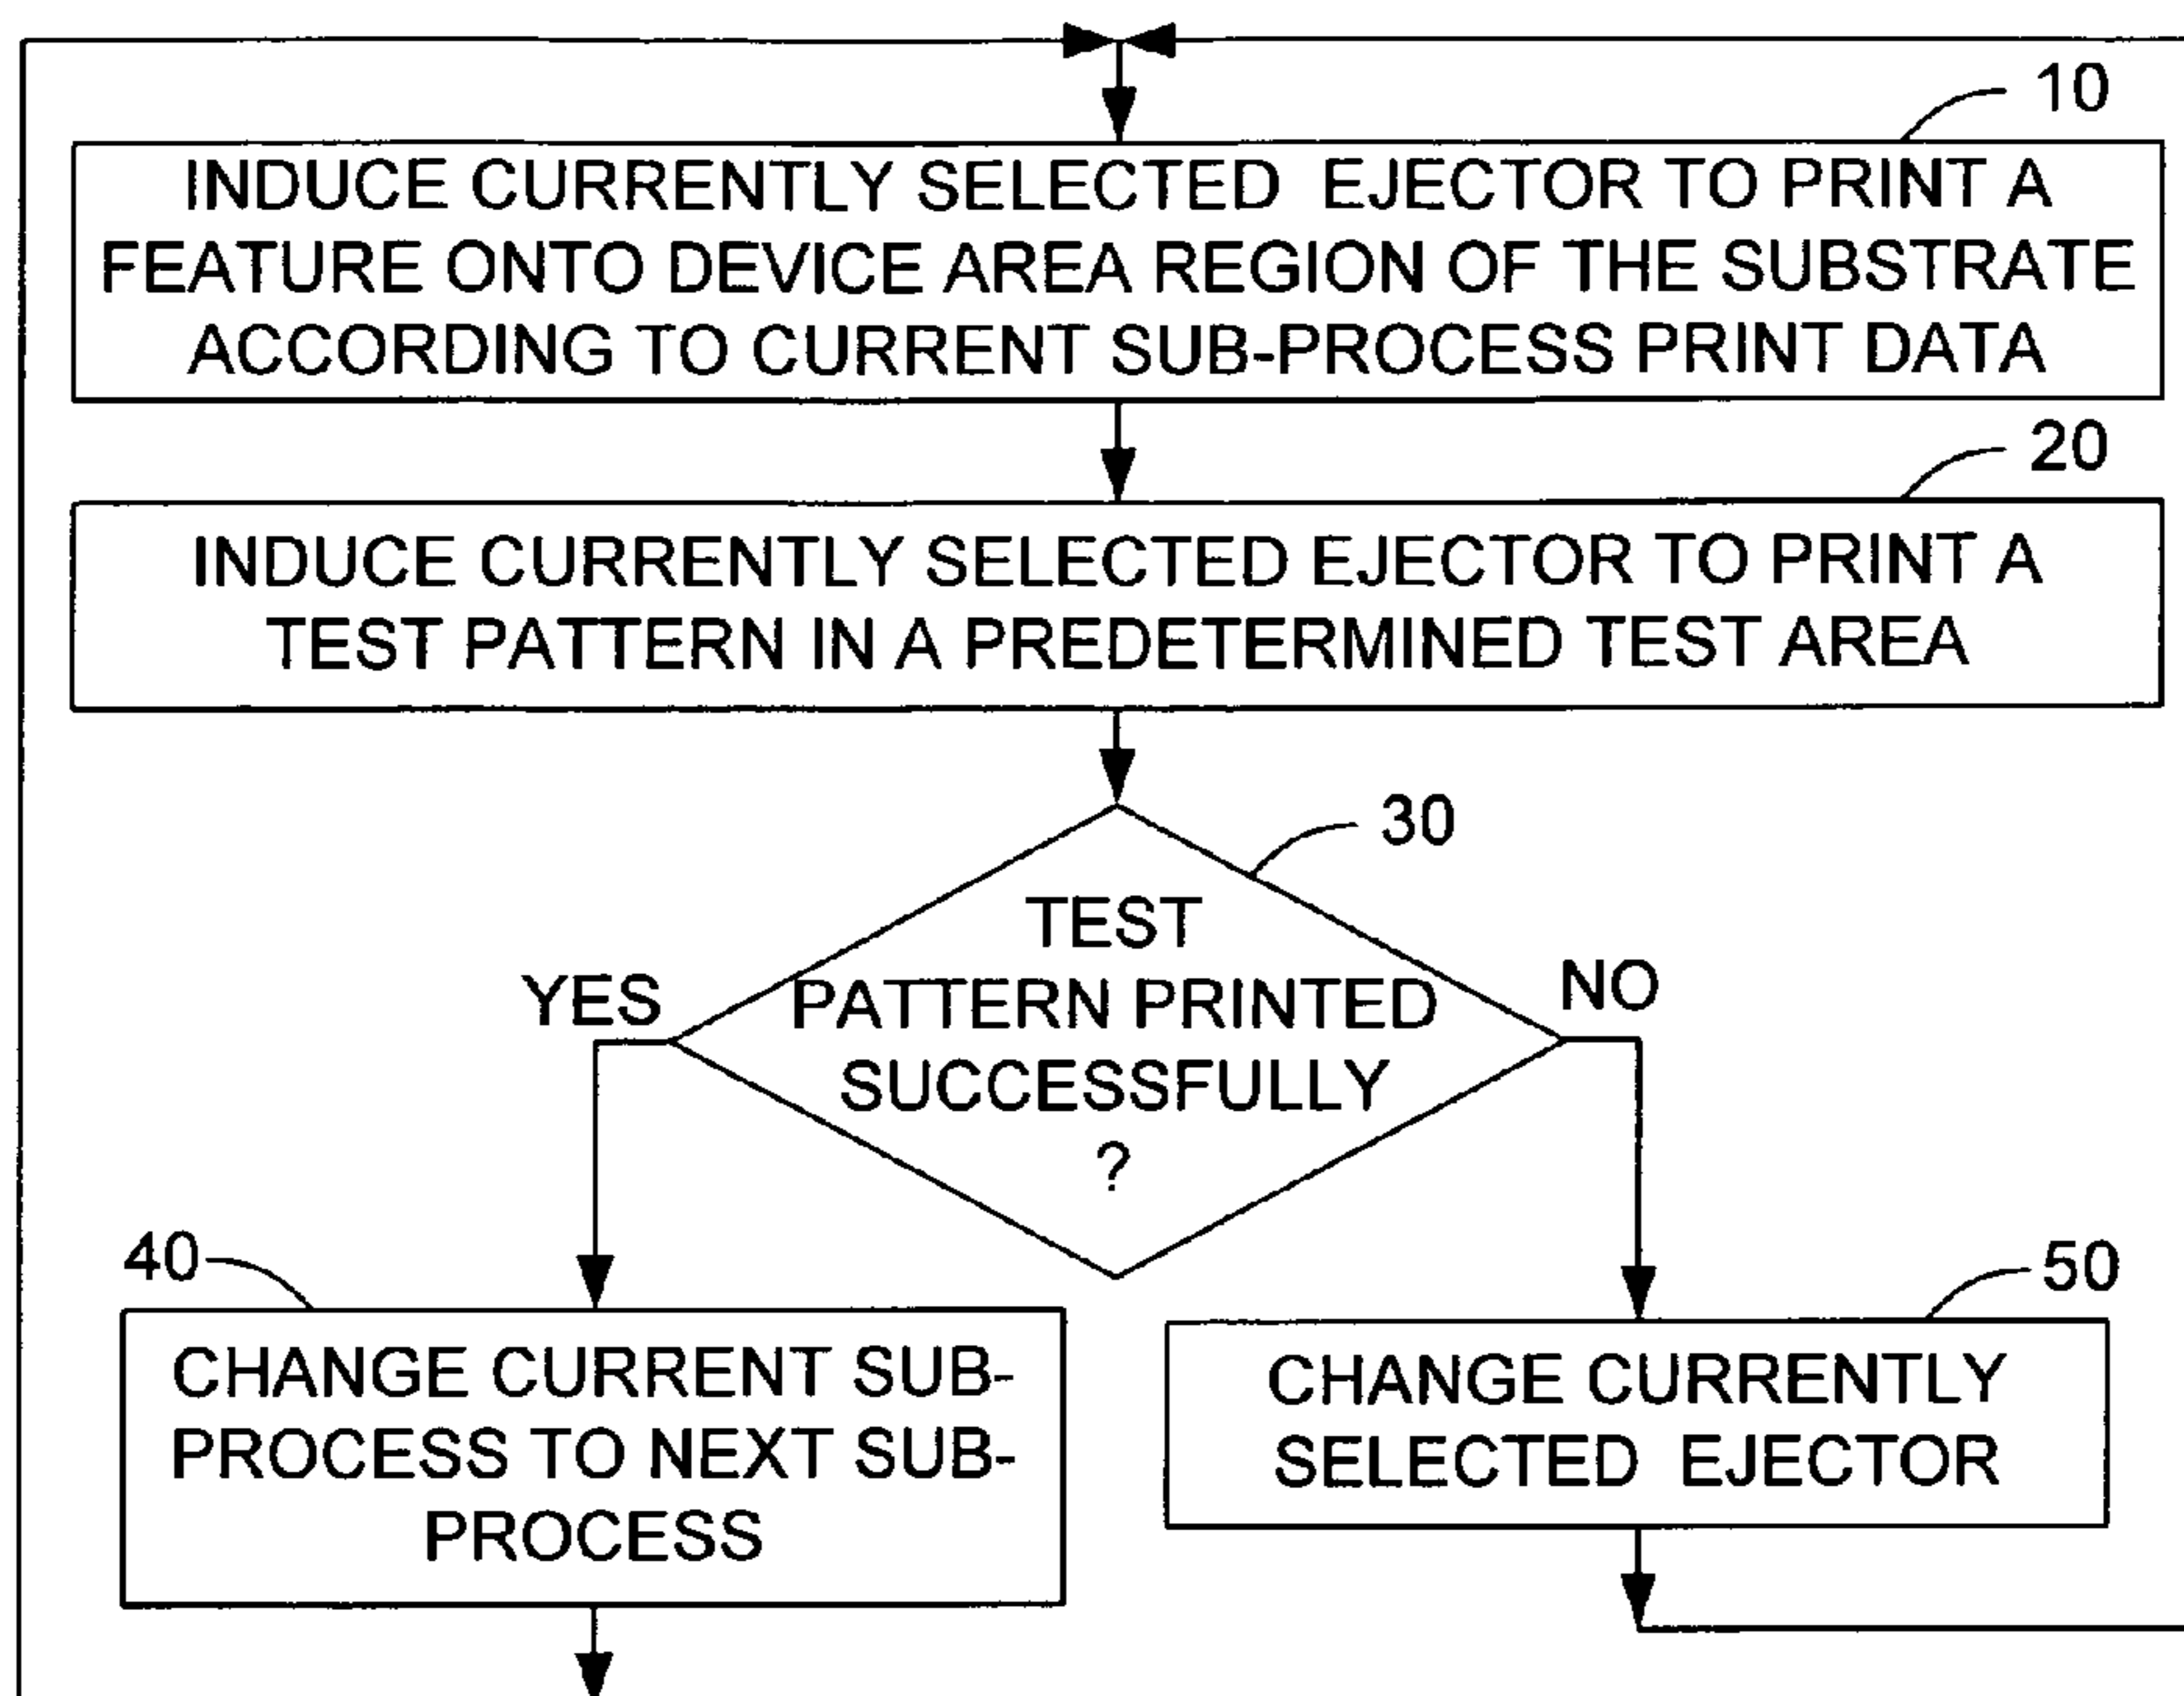 10
INDUCE CURRENTLY SELECTED EJECTOR TO PRINT A
FEATURE ONTO DEVICE AREA REGION OF THE SUBSTRATE
ACCORDING TO CURRENT SUB-PROCESS PRINT DATA
20
INDUCE CURRENTLY SELECTED EJECTOR TO PRINT A
TEST PATTERN IN A PREDETERMINED TEST AREA
30
TEST
PATTERN PRINTED
SUCCESSFULLY
?
YES
NO
40
CHANGE CURRENT SUB-
PROCESS TO NEXT SUB-
PROCESS
50
CHANGE CURRENTLY
SELECTED EJECTOR